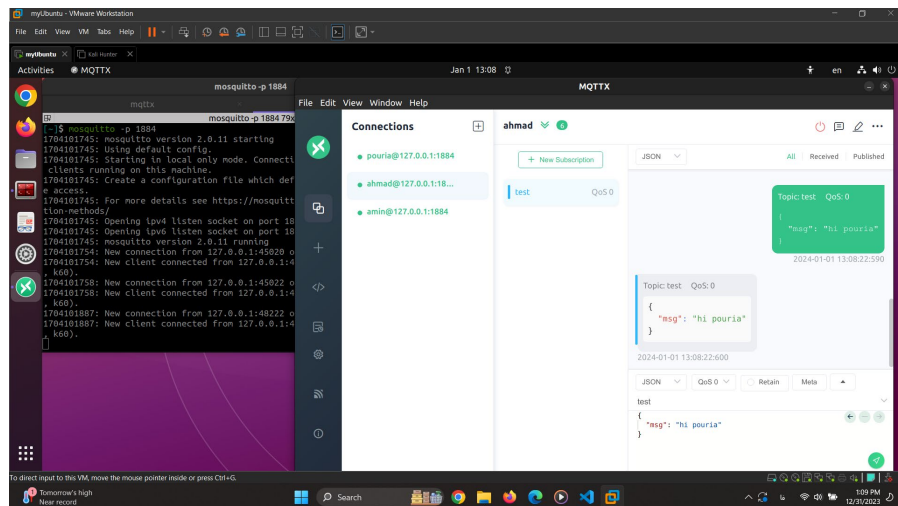 myUbuntu - VMware Workstation
File Edit View VM Tabs Help
myUbuntu
Kali Hunter
Activities
MQTTX
Jan 1 13:08
en
mosquitto -p 1884
mqttx
mosquitto -p 1884 79x
[~]$ mosquitto -p 1884
1704101745: mosquitto version 2.0.11 starting
1704101745: Using default config.
1704101745: Starting in local only mode. Connecti
clients running on this machine.
1704101745: Create a configuration file which def
e access.
1704101745: For more details see https://mosquitt
tion-methods/
1704101745: Opening ipv4 listen socket on port 18
1704101745: Opening ipv6 listen socket on port 18
1704101745: mosquitto version 2.0.11 running
1704101754: New connection from 127.0.0.1:45020 o
1704101754: New client connected from 127.0.0.1:4
, k60).
1704101758: New connection from 127.0.0.1:45022 o
1704101758: New client connected from 127.0.0.1:4
, k60).
1704101887: New connection from 127.0.0.1:48222 o
1704101887: New client connected from 127.0.0.1:4
, k60).
MQTTX
File Edit View Window Help
Connections
pouria@127.0.0.1:1884
ahmad@127.0.0.1:18...
amin@127.0.0.1:1884
ahmad
6
+ New Subscription
test QoS 0
JSON
All Received Published
Topic: test QoS: 0
{
"msg": "hi pouria"
}
2024-01-01 13:08:22:590
Topic: test QoS: 0
{
"msg": "hi pouria"
}
2024-01-01 13:08:22:600
JSON QoS 0 Retain Meta
test
{
"msg": "hi pouria"
}
To direct input to this VM, move the mouse pointer inside or press Ctrl+G.
Tomorrow's high
Near record
Search
1:09 PM
12/31/2023